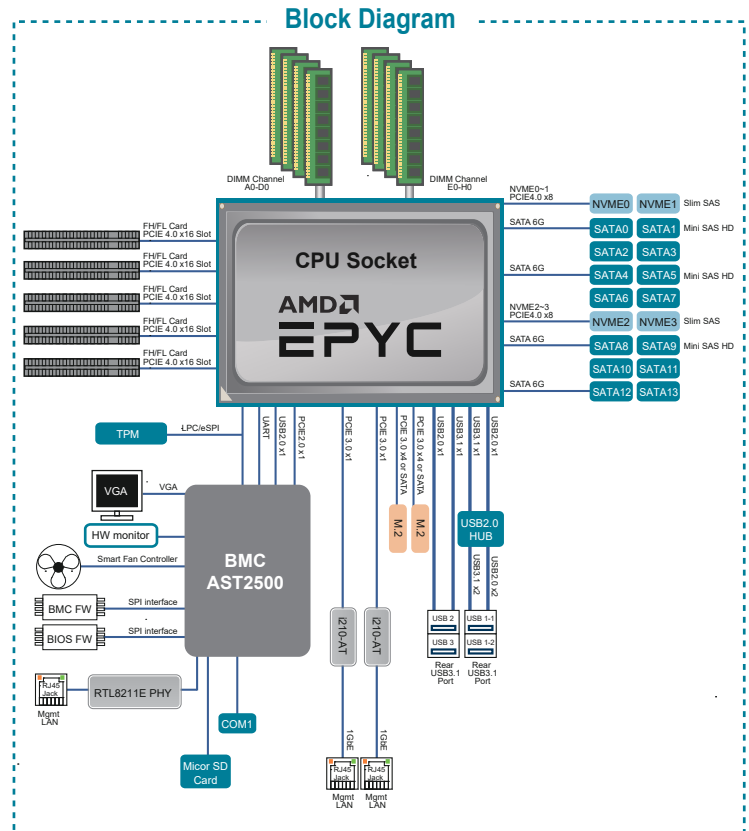 Block Diagram
DIMM Channel
A0-D0
DIMM Channel
E0-H0
NVME0~1
PCIE4.0 x8
NVME0
NVME1
Slim SAS
SATA 6G
SATA0
SATA1
Mini SAS HD
SATA2
SATA3
SATA 6G
SATA4
SATA5
Mini SAS HD
SATA6
SATA7
NVME2~3
PCIE4.0 x8
NVME2
NVME3
Slim SAS
SATA 6G
SATA8
SATA9
Mini SAS HD
SATA10
SATA11
SATA 6G
SATA12
SATA13
FH/FL Card
PCIE 4.0 x16 Slot
FH/FL Card
PCIE 4.0 x16 Slot
FH/FL Card
PCIE 4.0 x16 Slot
FH/FL Card
PCIE 4.0 x16 Slot
FH/FL Card
PCIE 4.0 x16 Slot
CPU Socket
AMD
EPYC
TPM
LPC/eSPI
UART
USB2.0 x1
PCIE2.0 x1
PCIE 3.0 x1
PCIE 3.0 x1
PCIE 3.0 x4 or SATA
PCIE 3.0 x4 or SATA
USB2.0 x1
USB3.1 x1
USB3.1 x1
USB2.0 x1
VGA
VGA
HW monitor
Smart Fan Controller
BMC FW
SPI interface
BIOS FW
SPI interface
BMC
AST2500
M.2
M.2
USB2.0
HUB
USB3.1 x2
USB2.0 x2
I210-AT
I210-AT
USB 2
USB 3
Rear
USB3.1
Port
USB 1-1
USB 1-2
Rear
USB3.1
Port
RJ45
Jack
Mgmt
LAN
RTL8211E PHY
COM1
Micor SD
Card
1GbE
1GbE
RJ45
Jack
Mgmt
LAN
RJ45
Jack
Mgmt
LAN